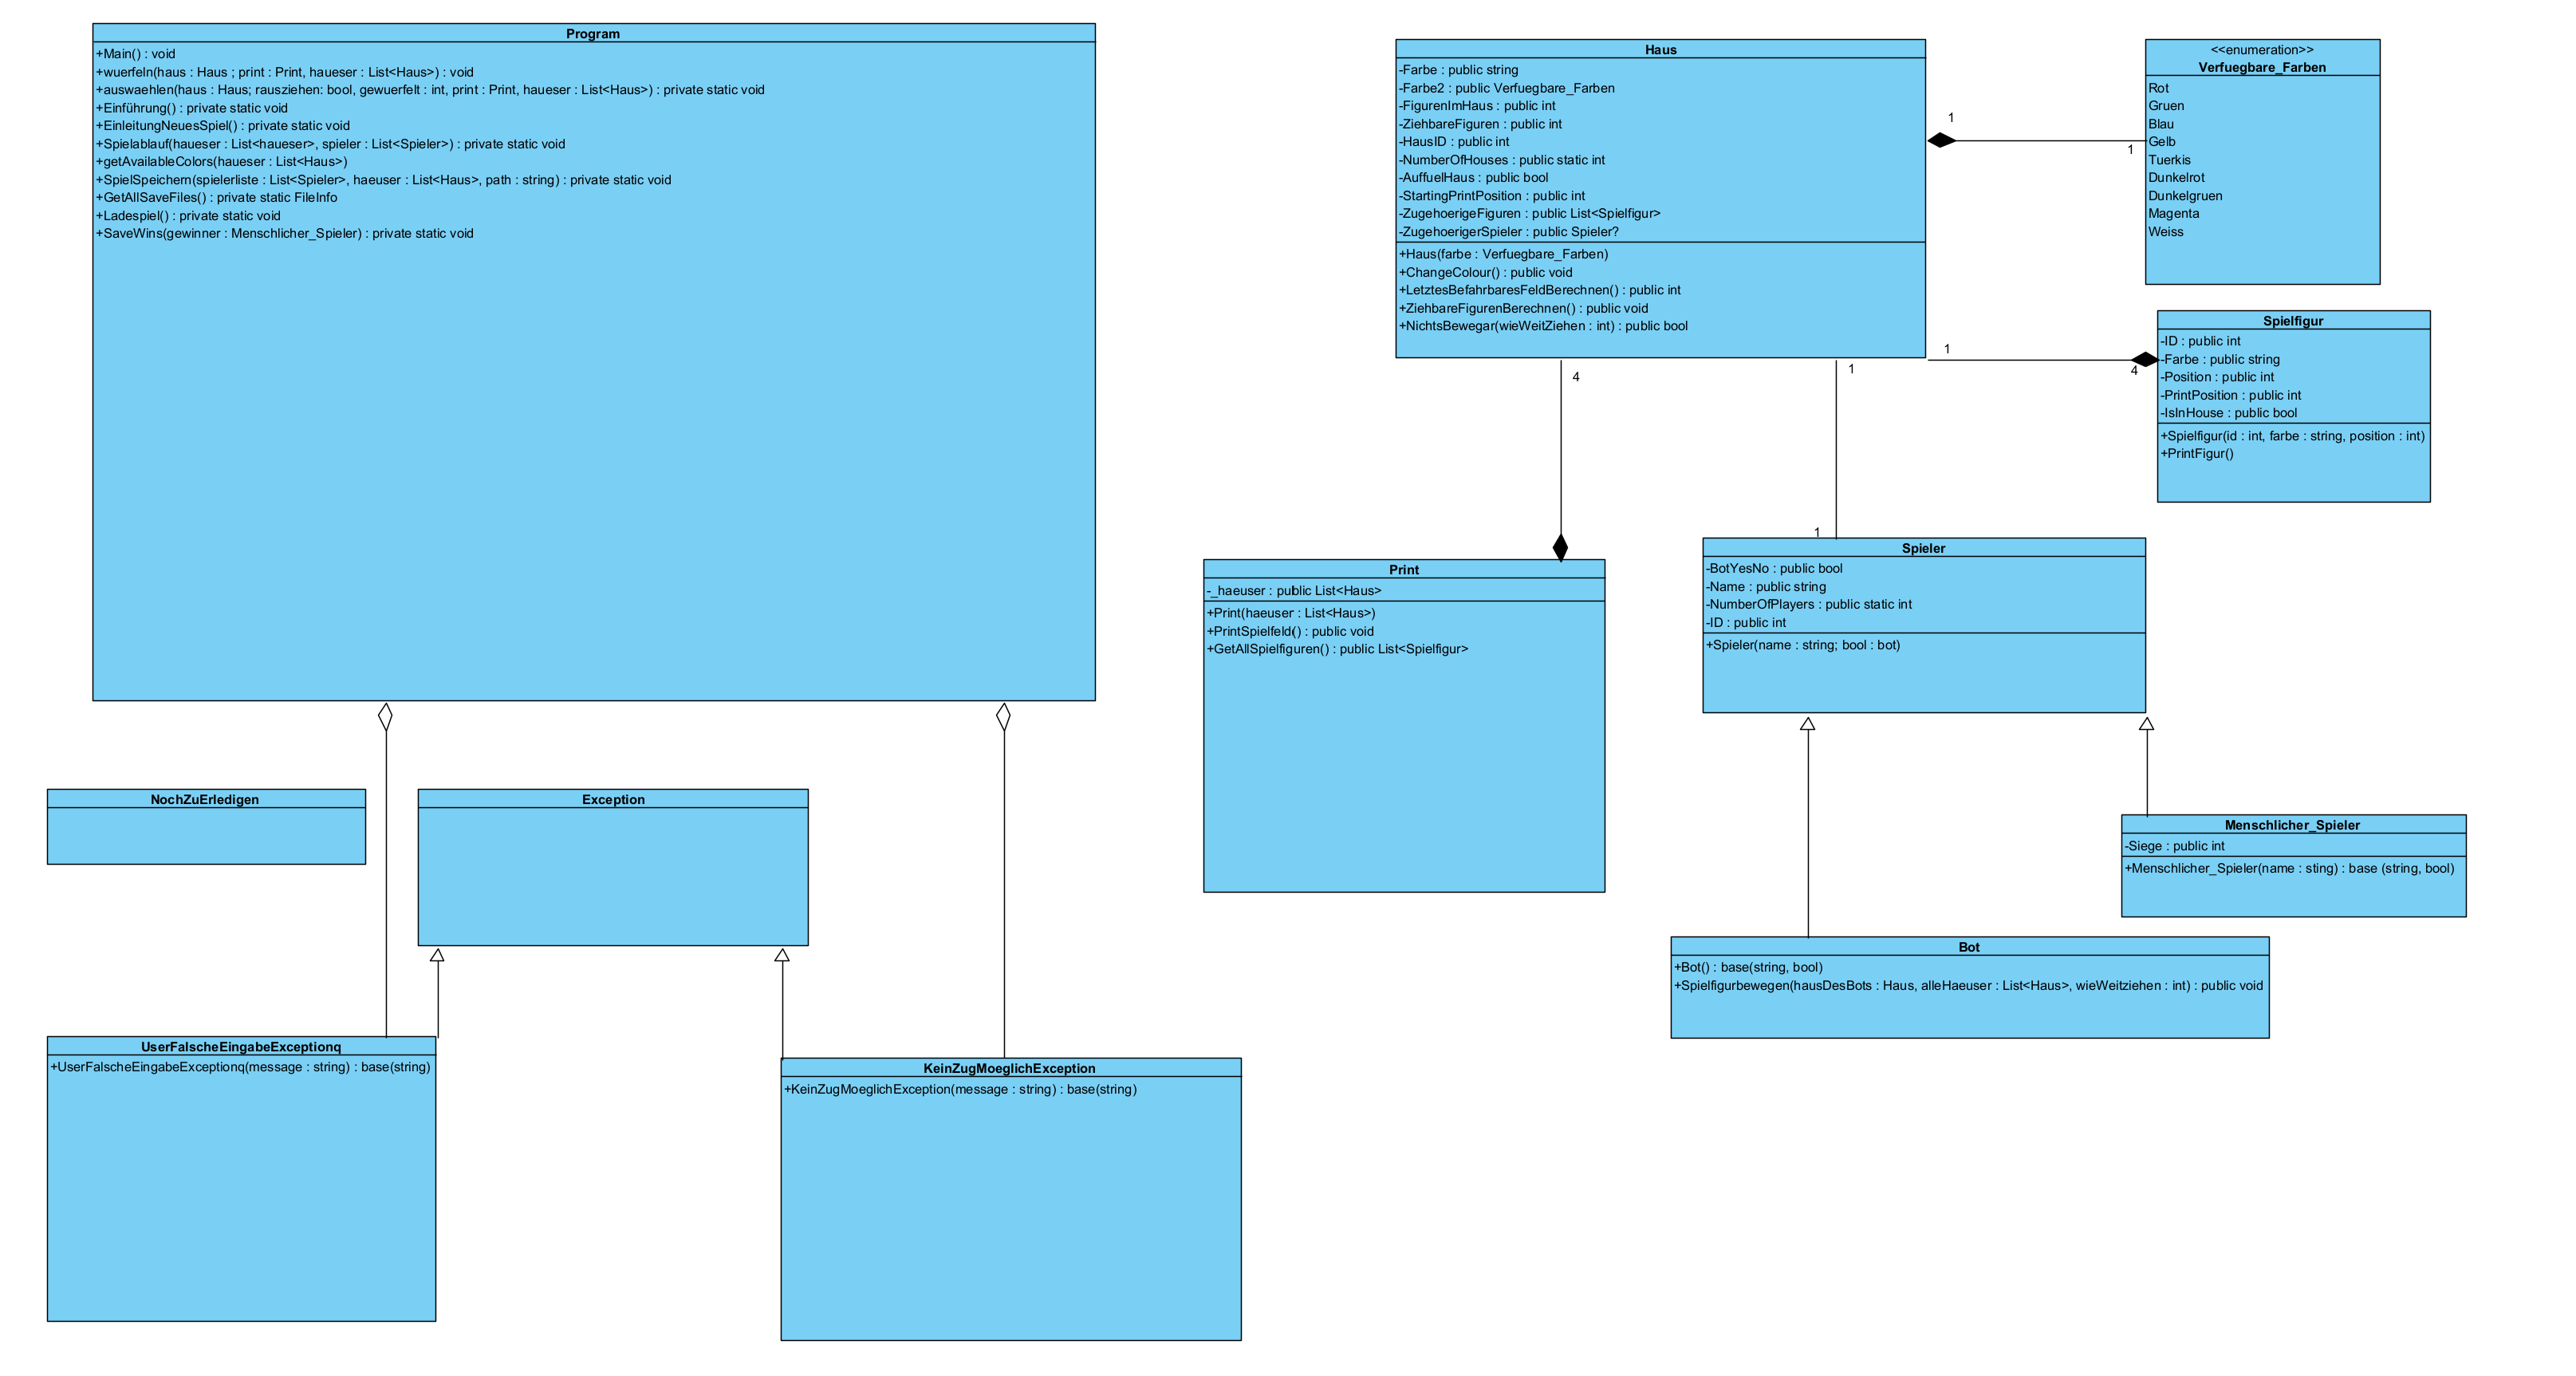 Program
+Main() : void
+wuerfeln(haus : Haus ; print : Print, haueser : List<Haus>) : void
+auswaehlen(haus : Haus; rausziehen: bool, gewuerfelt : int, print : Print, haueser : List<Haus>) : private static void
+Einführung() : private static void
+EinleitungNeuesSpiel() : private static void
+Spielablauf(haueser : List<haueser>, spieler : List<Spieler>) : private static void
+getAvailableColors(haueser : List<Haus>)
+SpielSpeichern(spielerliste : List<Spieler>, haeuser : List<Haus>, path : string) : private static void
+GetAllSaveFiles() : private static FileInfo
+Ladespiel() : private static void
+SaveWins(gewinner : Menschlicher_Spieler) : private static void
Haus
-Farbe : public string
-Farbe2 : public Verfuegbare_Farben
-FigurenImHaus : public int
-ZiehbareFiguren : public int
-HausID : public int
-NumberOfHouses : public static int
-AuffuelHaus : public bool
-StartingPrintPosition : public int
-ZugehoerigeFiguren : public List<Spielfigur>
-ZugehoerigerSpieler : public Spieler?
+Haus(farbe : Verfuegbare_Farben)
+ChangeColour() : public void
+LetztesBefahrbaresFeldBerechnen() : public int
+ZiehbareFigurenBerechnen() : public void
+NichtsBewegar(wieWeitZiehen : int) : public bool
1
1
<<enumeration>>
Verfuegbare_Farben
Rot
Gruen
Blau
Gelb
Tuerkis
Dunkelrot
Dunkelgruen
Magenta
Weiss
1
4
Spielfigur
-ID : public int
-Farbe : public string
-Position : public int
-PrintPosition : public int
-IsInHouse : public bool
+Spielfigur(id : int, farbe : string, position : int)
+PrintFigur()
4
1
1
Print
-_haeuser : public List<Haus>
+Print(haeuser : List<Haus>)
+PrintSpielfeld() : public void
+GetAllSpielfiguren() : public List<Spielfigur>
Spieler
-BotYesNo : public bool
-Name : public string
-NumberOfPlayers : public static int
-ID : public int
+Spieler(name : string; bool : bot)
NochZuErledigen
Exception
Menschlicher_Spieler
-Siege : public int
+Menschlicher_Spieler(name : sting) : base (string, bool)
Bot
+Bot() : base(string, bool)
+Spielfigurbewegen(hausDesBots : Haus, alleHaeuser : List<Haus>, wieWeitziehen : int) : public void
UserFalscheEingabeExceptionq
+UserFalscheEingabeExceptionq(message : string) : base(string)
KeinZugMoeglichException
+KeinZugMoeglichException(message : string) : base(string)